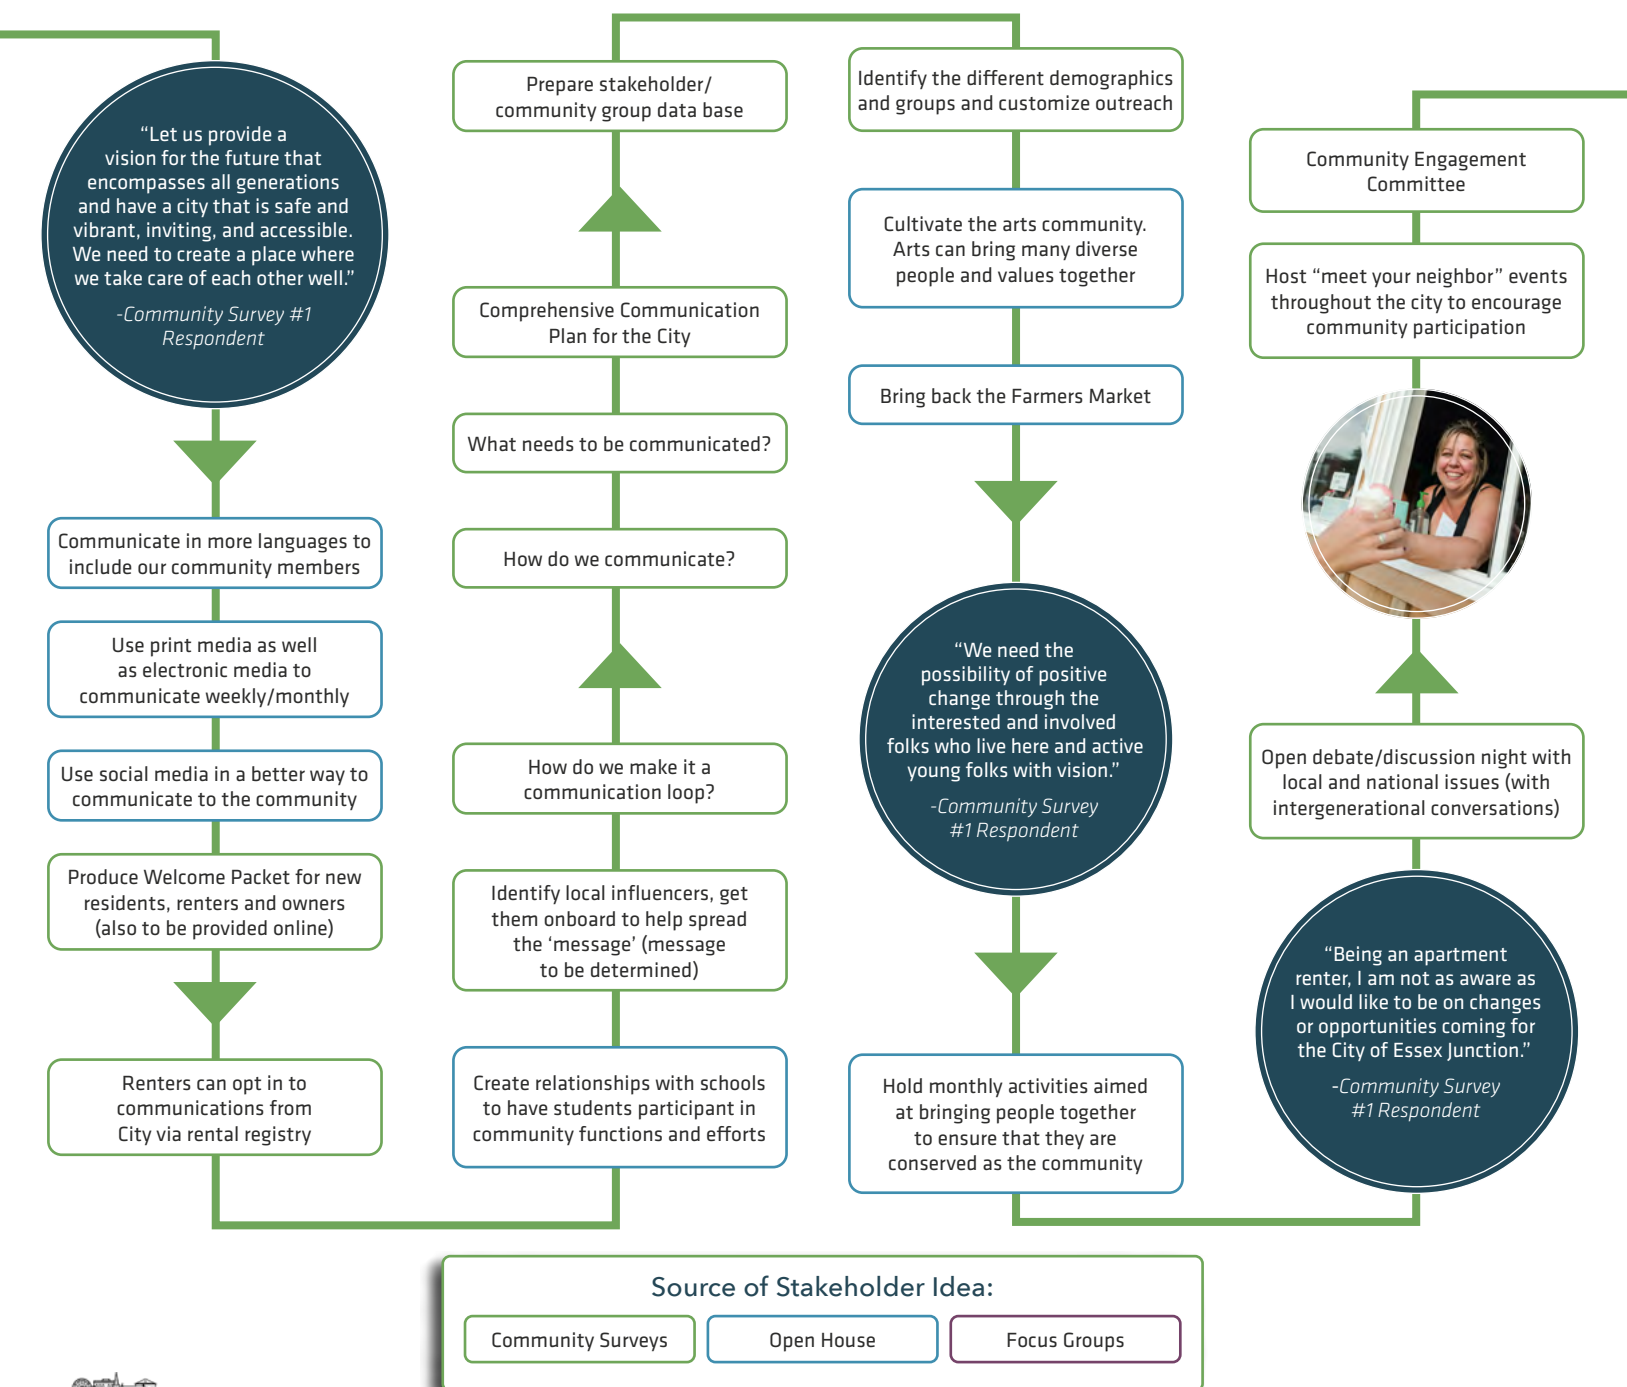 “Let us provide a
vision for the future that
encompasses all generations
and have a city that is safe and
vibrant, inviting, and accessible.
We need to create a place where
we take care of each other well.”
-Community Survey #1
Respondent
Communicate in more languages to
include our community members
Use print media as well
as electronic media to
communicate weekly/monthly
Use social media in a better way to
communicate to the community
Produce Welcome Packet for new
residents, renters and owners
(also to be provided online)
Renters can opt in to
communications from
City via rental registry
Prepare stakeholder/
community group data base
Comprehensive Communication
Plan for the City
What needs to be communicated?
How do we communicate?
How do we make it a
communication loop?
Identify local influencers, get
them onboard to help spread
the ‘message’ (message
to be determined)
Create relationships with schools
to have students participant in
community functions and efforts
Identify the different demographics
and groups and customize outreach
Cultivate the arts community.
Arts can bring many diverse
people and values together
Bring back the Farmers Market
“We need the
possibility of positive
change through the
interested and involved
folks who live here and active
young folks with vision.”
-Community Survey
#1 Respondent
Hold monthly activities aimed
at bringing people together
to ensure that they are
conserved as the community
Community Engagement
Committee
Host “meet your neighbor” events
throughout the city to encourage
community participation
Open debate/discussion night with
local and national issues (with
intergenerational conversations)
“Being an apartment
renter, I am not as aware as
I would like to be on changes
or opportunities coming for
the City of Essex Junction.”
-Community Survey
#1 Respondent
Source of Stakeholder Idea:
Community Surveys
Open House
Focus Groups